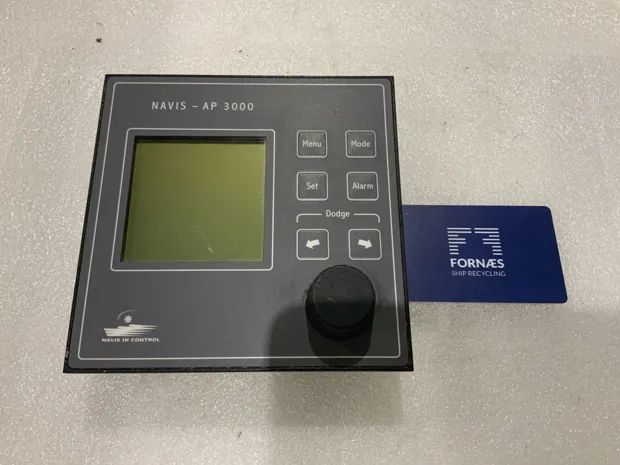 NAVIS – AP 3000
Menu
Mode
Set
Alarm
Dodge
NAVIS IN CONTROL
FORNÆS
SHIP RECYCLING